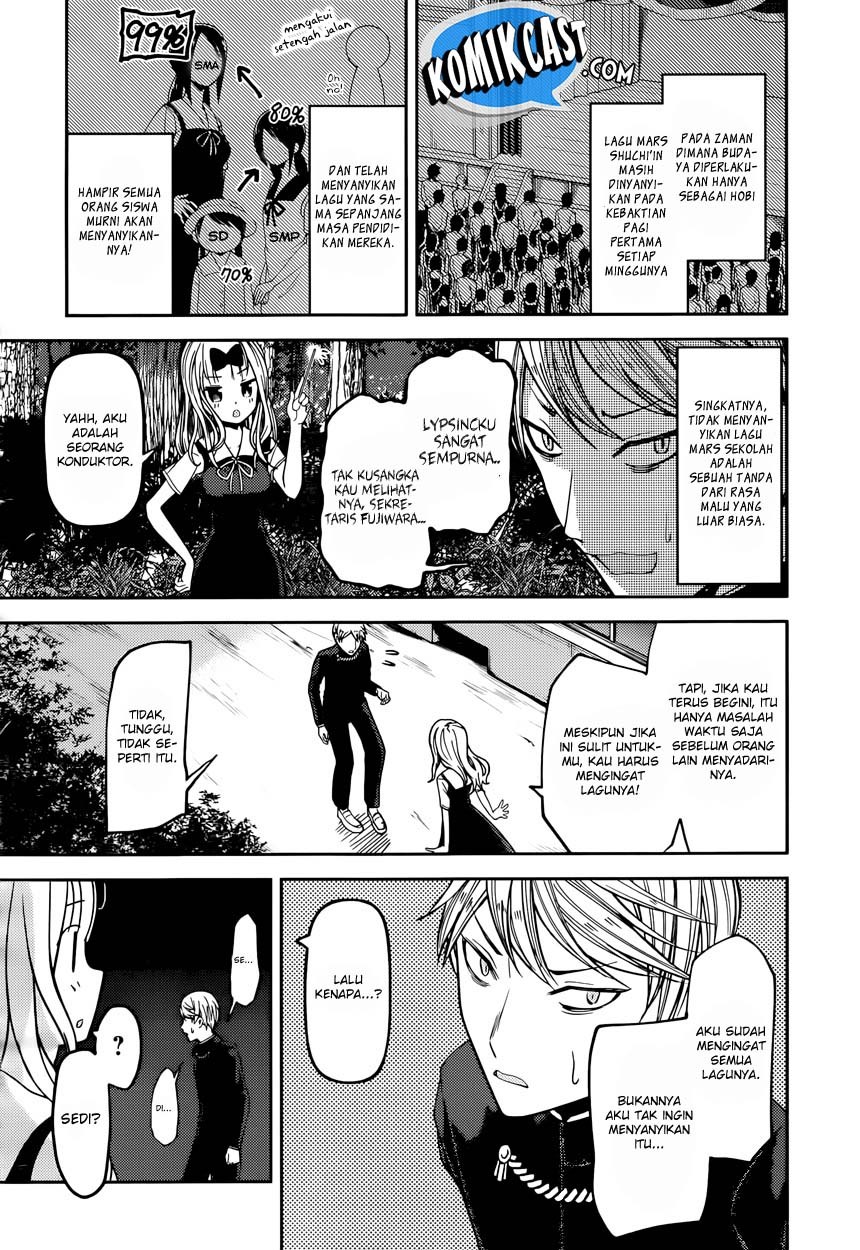 KOMIKCAST
.COM
PADA ZAMAN
DIMANA BUDA-
YA DIPERLAKU-
KAN HANYA
SEBAGAI HOBI
LAGU MARS
SHUCHI'IN
MASIH
DINYANYI-
KAN PADA
KEBAKTIAN
PAGI
PERTAMA
SETIAP
MINGGUNYA
mengakui
setengah jalan
Oh
no!
99%
SMA
80%
SMP
SD
70%
DAN TELAH
MENYANYIKAN
LAGU YANG SA-
MA SEPANJANG
MASA PENDIDI-
KAN MEREKA.
HAMPIR SEMUA
ORANG SISWA
MURNI AKAN
MENYANYIKAN-
NYA!
SINGKATNYA,
TIDAK MENYA-
NYIKAN LAGU
MARS SEKOLAH
ADALAH
SEBUAH TANDA
DARI RASA
MALU YANG
LUAR BIASA.
LYPSINCKU
SANGAT
SEMPURNA..
TAK KUSANGKA
KAU MELIHAT-
NYA, SEKRE-
TARIS FUJIWARA...
YAHH, AKU
ADALAH
SEORANG
KONDUKTOR.
TAPI, JIKA KAU
TERUS BEGINI, ITU
HANYA MASALAH
WAKTU SAJA
SEBELUM ORANG
LAIN MENYADARI-
NYA.
MESKIPUN JIKA
INI SULIT UNTUK-
MU, KAU HARUS
MENGINGAT
LAGUNYA!
TIDAK,
TUNGGU,
TIDAK SE-
PERTI ITU.
AKU SUDAH
MENGINGAT
SEMUA
LAGUNYA.
BUKANNYA
AKU TAK INGIN
MENYANYIKAN
ITU...
LALU
KENAPA...?
SE...
DI...
?
SEDI?